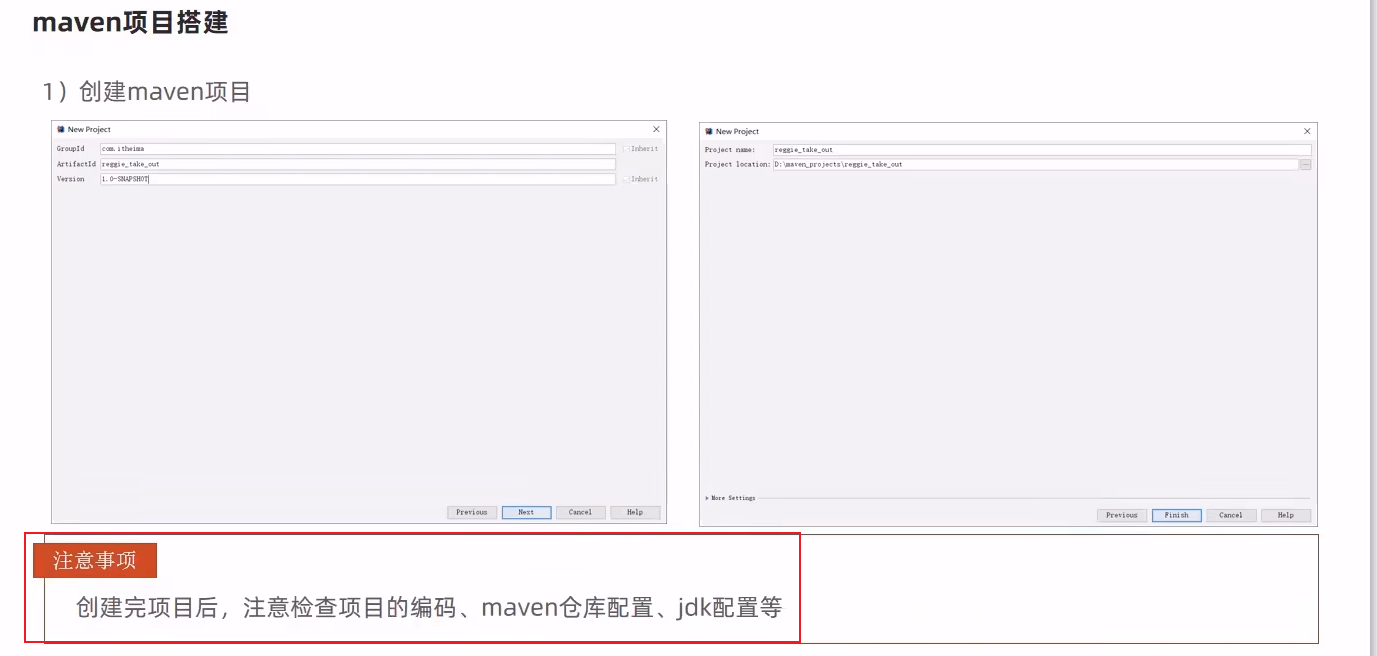 maven项目搭建
1）创建maven项目
New Project
GroupId com.itheima Inherit
ArtifactId reggie_take_out
Version 1.0-SNAPSHOT Inherit
Previous Next Cancel Help
New Project
Project name: reggie_take_out
Project location: D:\maven_projects\reggie_take_out ...
More Settings
Previous Finish Cancel Help
注意事项
创建完项目后，注意检查项目的编码、maven仓库配置、jdk配置等